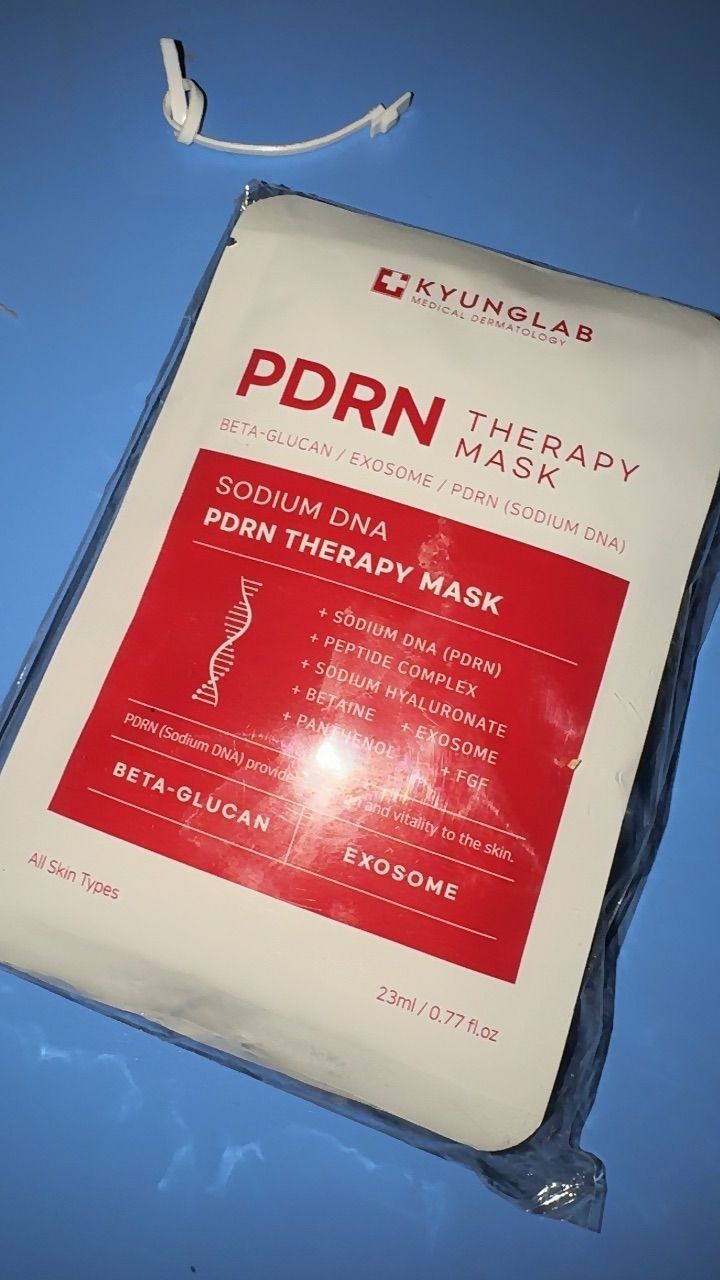 KYUNGLAB
MEDICAL DERMATOLOGY
PDRN THERAPY MASK
BETA-GLUCAN / EXOSOME / PDRN (SODIUM DNA)
SODIUM DNA
PDRN THERAPY MASK
+ SODIUM DNA (PDRN)
+ PEPTIDE COMPLEX
+ SODIUM HYALURONATE
+ BETAINE + EXOSOME
+ PANTHENOL + FGF
PDRN (Sodium DNA) provide and vitality to the skin.
BETA-GLUCAN
EXOSOME
All Skin Types
23ml / 0.77 fl.oz